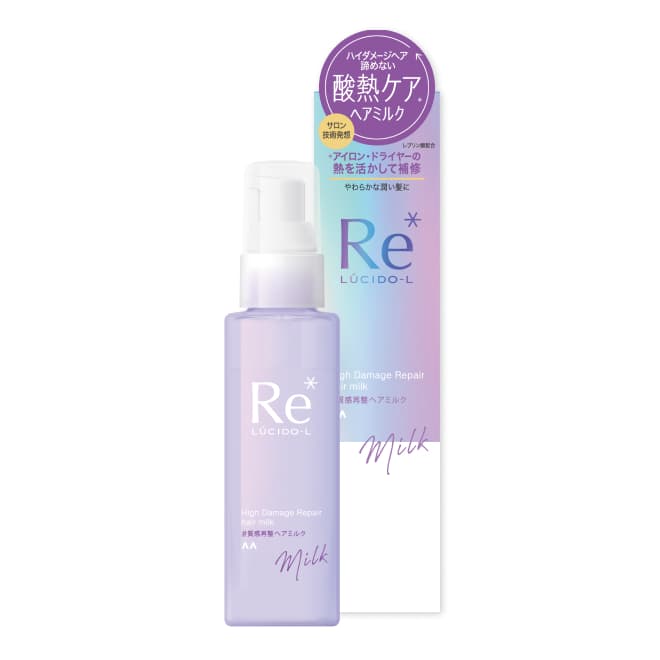 ハイダメージヘア
諦めない
酸熱ケア※
ヘアミルク
サロン
技術発想
レブリン酸配合
アイロン・ドライヤーの
熱を活かして補修
やわらかな潤い髪に
Re*
LÚCIDO-L
gh Damage Repair
air milk
質感再整ヘアミルク
Milk
Re*
LÚCIDO-L
High Damage Repair
hair milk
#質感再整ヘアミルク
Milk